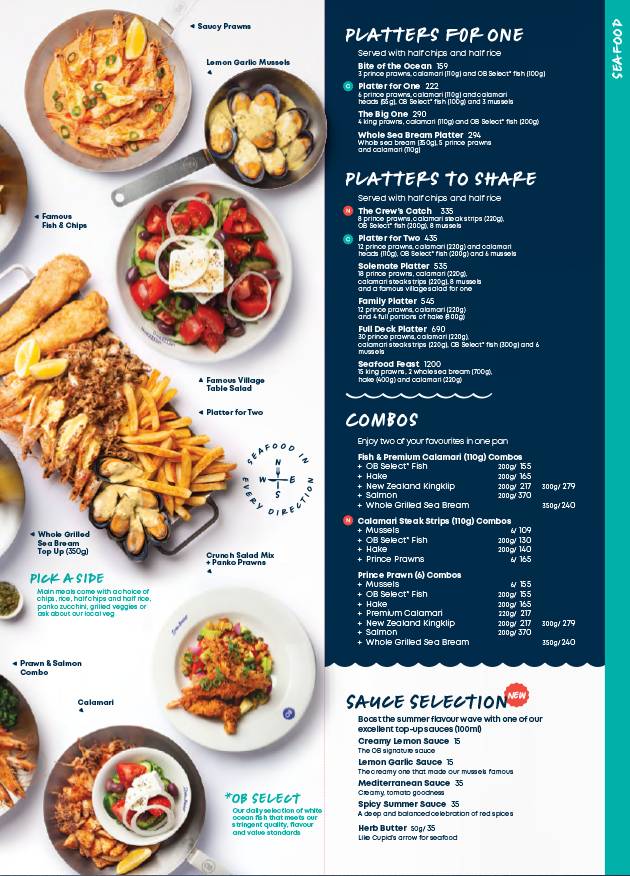 Saucy Prawns
Lemon Garlic Mussels
Famous
Fish & Chips
Famous Village
Table Salad
Platter for Two
SEAFOOD IN
EVERY DIRECTION
N
W E
S
Whole Grilled
Sea Bream
Top Up (350g)
Crunch Salad Mix
+ Panko Prawns
PICK A SIDE
Main meals come with a choice of
chips, rice, half chips and half rice,
panko zucchini, grilled veggies or
ask about our local veg.
Prawn & Salmon
Combo
Calamari
*OB SELECT
Our daily selection of white
ocean fish that meets our
stringent quality, flavour
and value standards
PLATTERS FOR ONE
Served with half chips and half rice
Bite of the Ocean 159
3 prince prawns, calamari (110g) and OB Select* fish (100g)
C Platter for One 222
6 prince prawns, calamari (110g) and calamari
heads (55g), OB Select* fish (100g) and 3 mussels
The Big One 290
4 king prawns, calamari (110g) and OB Select* fish (200g)
Whole Sea Bream Platter 294
Whole sea bream (350g), 5 prince prawns
and calamari (110g)
PLATTERS TO SHARE
Served with half chips and half rice
N The Crew's Catch 335
8 prince prawns, calamari steak strips (220g),
OB Select* fish (200g), 8 mussels
C Platter for Two 435
12 prince prawns, calamari (220g) and calamari
heads (110g), OB Select* fish (200g) and 6 mussels
Solemate Platter 535
18 prince prawns, calamari (220g),
calamari steak strips (220g), 8 mussels
and a famous village salad for one
Family Platter 545
12 prince prawns, calamari (220g)
and 4 full portions of hake (800g)
Full Deck Platter 690
30 prince prawns, calamari (220g),
calamari steak strips (220g), OB Select* fish (300g) and 6
mussels
Seafood Feast 1200
15 king prawns, 2 whole sea bream (700g),
hake (400g) and calamari (220g)
COMBOS
Enjoy two of your favourites in one pan
Fish & Premium Calamari (110g) Combos
+ OB Select* Fish 200g/ 155
+ Hake 200g/ 165
+ New Zealand Kingklip 200g/ 217 300g/ 279
+ Salmon 200g/ 370
+ Whole Grilled Sea Bream 350g/ 240
N Calamari Steak Strips (110g) Combos
+ Mussels 6/ 109
+ OB Select* Fish 200g/ 130
+ Hake 200g/ 140
+ Prince Prawns 6/ 165
Prince Prawn (6) Combos
+ Mussels 6/ 155
+ OB Select* Fish 200g/ 155
+ Hake 200g/ 165
+ Premium Calamari 220g/ 217
+ New Zealand Kingklip 200g/ 217 300g/ 279
+ Salmon 200g/ 370
+ Whole Grilled Sea Bream 350g/ 240
SAUCE SELECTION NEW
Boost the summer flavour wave with one of our
excellent top-up sauces (100ml)
Creamy Lemon Sauce 15
The OB signature sauce
Lemon Garlic Sauce 15
The creamy one that made our mussels famous
Mediterranean Sauce 35
Creamy, tomato goodness
Spicy Summer Sauce 35
A deep and balanced celebration of red spices
Herb Butter 50g/ 35
Like Cupid's arrow for seafood
SEAFOOD